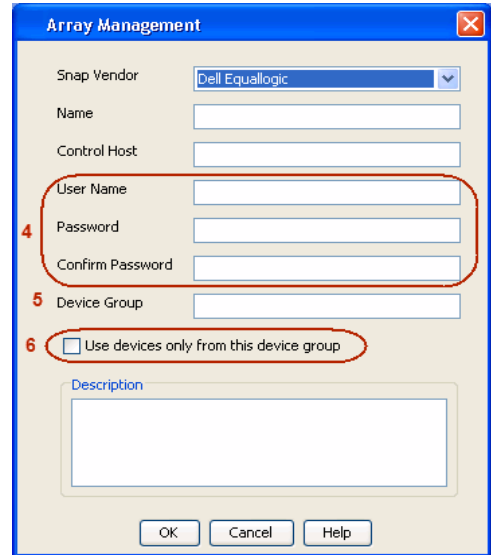 Array Management
Snap Vendor
Dell Equallogic
Name
Control Host
User Name
4
Password
Confirm Password
5 Device Group
6 Use devices only from this device group
Description
OK Cancel Help